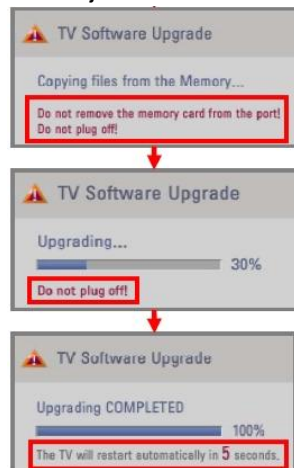 TV Software Upgrade
Copying files from the Memory...
Do not remove the memory card from the port!
Do not plug off!
TV Software Upgrade
Upgrading...
30%
Do not plug off!
TV Software Upgrade
Upgrading COMPLETED
100%
The TV will restart automatically in 5 seconds.